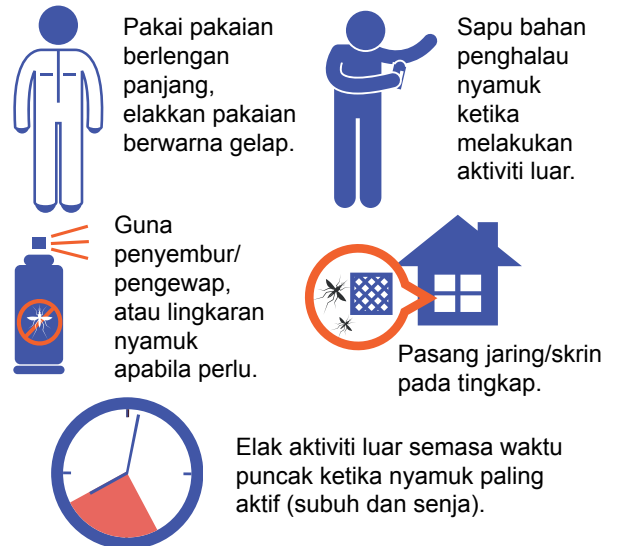 Pakai pakaian
berlengan
panjang,
elakkan pakaian
berwarna gelap.
Sapu bahan
penghalau
nyamuk
ketika
melakukan
aktiviti luar.
Guna
penyembur/
pengewap,
atau lingkaran
nyamuk
apabila perlu.
Pasang jaring/skrin
pada tingkap.
Elak aktiviti luar semasa waktu
puncak ketika nyamuk paling
aktif (subuh dan senja).